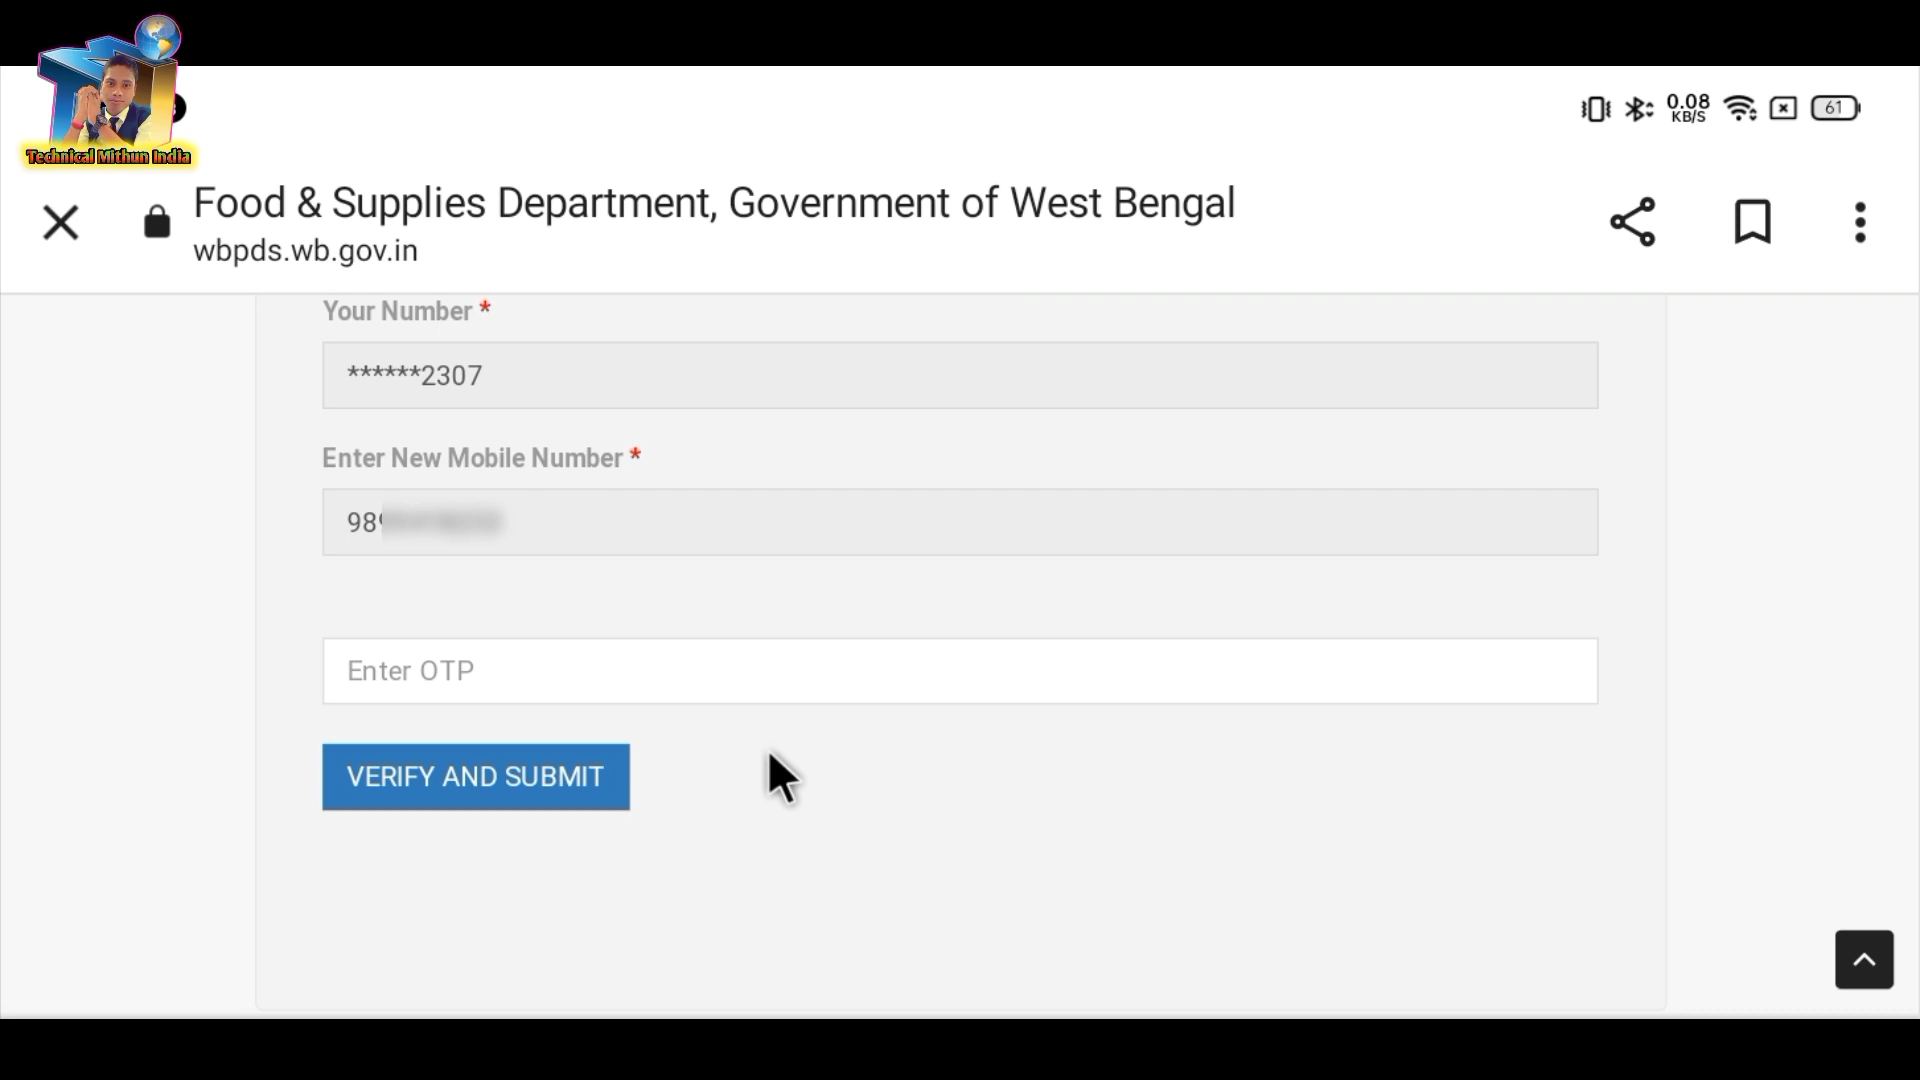 Technical Mithun India
0.08
KB/S
61
Food & Supplies Department, Government of West Bengal
wbpds.wb.gov.in
Your Number *
******2307
Enter New Mobile Number *
98
Enter OTP
VERIFY AND SUBMIT